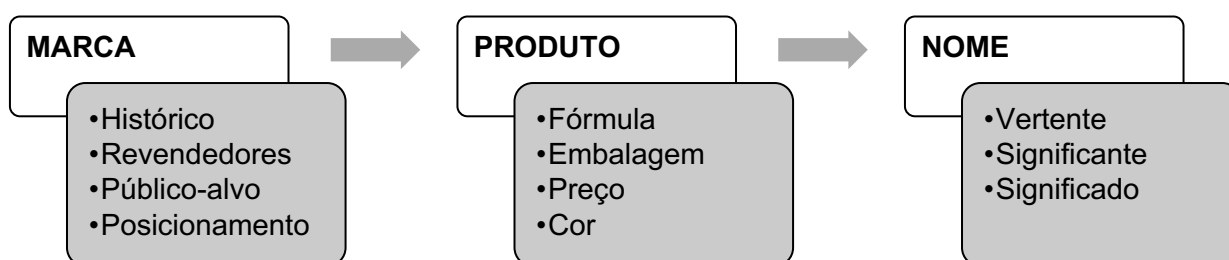 MARCA
•Histórico
•Revendedores
•Público-alvo
•Posicionamento
PRODUTO
•Fórmula
•Embalagem
•Preço
•Cor
NOME
•Vertente
•Significante
•Significado